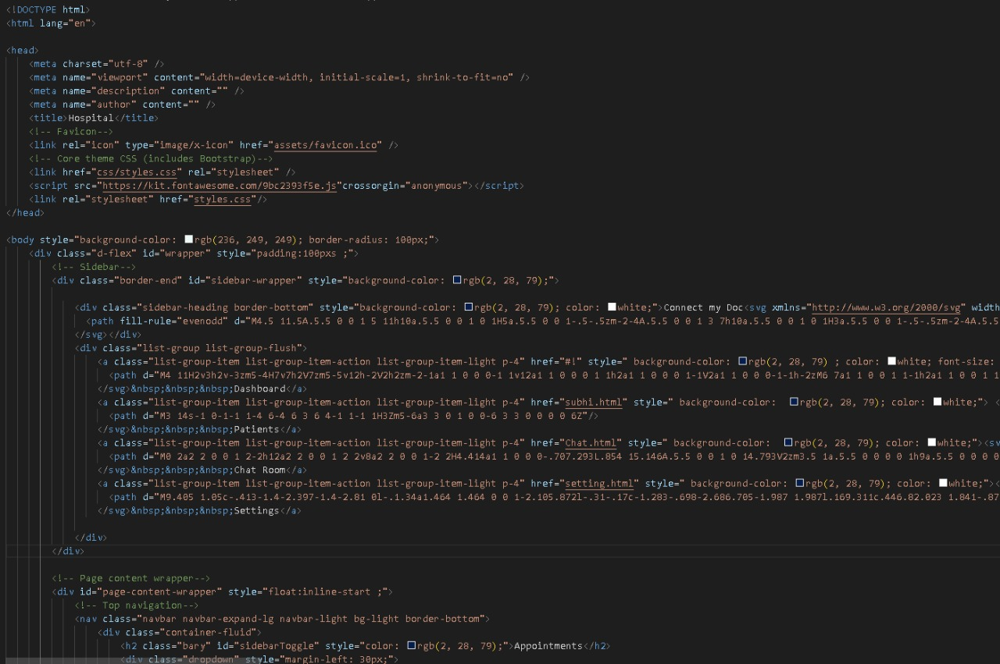 <!DOCTYPE html>
<html lang="en">
<head>
<meta charset="utf-8" />
<meta name="viewport" content="width=device-width, initial-scale=1, shrink-to-fit=no" />
<meta name="description" content="" />
<meta name="author" content="" />
<title>Hospital</title>
<!-- Favicon-->
<link rel="icon" type="image/x-icon" href="assets/favicon.ico" />
<!-- Core theme CSS (includes Bootstrap)-->
<link href="css/styles.css" rel="stylesheet" />
<script src="https://kit.fontawesome.com/9bc2393f5e.js"crossorgin="anonymous"></script>
<link rel="stylesheet" href="styles.css"/>
</head>
<body style="background-color: rgb(236, 249, 249); border-radius: 100px;">
<div class="d-flex" id="wrapper" style="padding:100pxs ;">
<!-- Sidebar-->
<div class="border-end" id="sidebar-wrapper" style="background-color: rgb(2, 28, 79);">
<div class="sidebar-heading border-bottom" style="background-color: rgb(2, 28, 79); color: white;">Connect my Doc<svg xmlns="http://www.w3.org/2000/svg" width
<path fill-rule="evenodd" d="M4.5 11.5A.5.5 0 0 1 5 11h10a.5.5 0 0 1 0 1H5a.5.5 0 0 1-.5-.5zm-2-4A.5.5 0 0 1 3 7h10a.5.5 0 0 1 0 1H3a.5.5 0 0 1-.5-.5zm-2-4A.5.5
</svg></div>
<div class="list-group list-group-flush">
<a class="list-group-item list-group-item-action list-group-item-light p-4" href="#!" style=" background-color: rgb(2, 28, 79) ; color: white; font-size:
<path d="M4 11H2v3h2v-3zm5-4H7v7h2V7zm5-5v12h-2V2h2zm-2-1a1 1 0 0 0-1 1v12a1 1 0 0 0 1 1h2a1 1 0 0 0 1-1V2a1 1 0 0 0-1-1h-2zM6 7a1 1 0 0 1 1-1h2a1 1 0 0 1 1
</svg>&nbsp;&nbsp;&nbsp;Dashboard</a>
<a class="list-group-item list-group-item-action list-group-item-light p-4" href="subhi.html" style=" background-color: rgb(2, 28, 79); color: white;"> <
<path d="M3 14s-1 0-1-1 1-4 6-4 6 3 6 4-1 1-1 1H3Zm5-6a3 3 0 1 0 0-6 3 3 0 0 0 0 6Z"/>
</svg>&nbsp;&nbsp;&nbsp;Patients</a>
<a class="list-group-item list-group-item-action list-group-item-light p-4" href="Chat.html" style=" background-color: rgb(2, 28, 79); color: white;"><sv
<path d="M0 2a2 2 0 0 1 2-2h12a2 2 0 0 1 2 2v8a2 2 0 0 1-2 2H4.414a1 1 0 0 0-.707.293L.854 15.146A.5.5 0 0 1 0 14.793V2zm3.5 1a.5.5 0 0 0 0 1h9a.5.5 0 0 0
</svg>&nbsp;&nbsp;&nbsp;Chat Room</a>
<a class="list-group-item list-group-item-action list-group-item-light p-4" href="setting.html" style=" background-color: rgb(2, 28, 79); color: white;"><
<path d="M9.405 1.05c-.413-1.4-2.397-1.4-2.81 0l-.1.34a1.464 1.464 0 0 1-2.105.872l-.31-.17c-1.283-.698-2.686.705-1.987 1.987l.169.311c.446.82.023 1.841-.87
</svg>&nbsp;&nbsp;&nbsp;Settings</a>
</div>
</div>
<!-- Page content wrapper-->
<div id="page-content-wrapper" style="float:inline-start ;">
<!-- Top navigation-->
<nav class="navbar navbar-expand-lg navbar-light bg-light border-bottom">
<div class="container-fluid">
<h2 class="bary" id="sidebarToggle" style="color: rgb(2, 28, 79);">Appointments</h2>
<div class="dropdown" style="margin-left: 30px;">